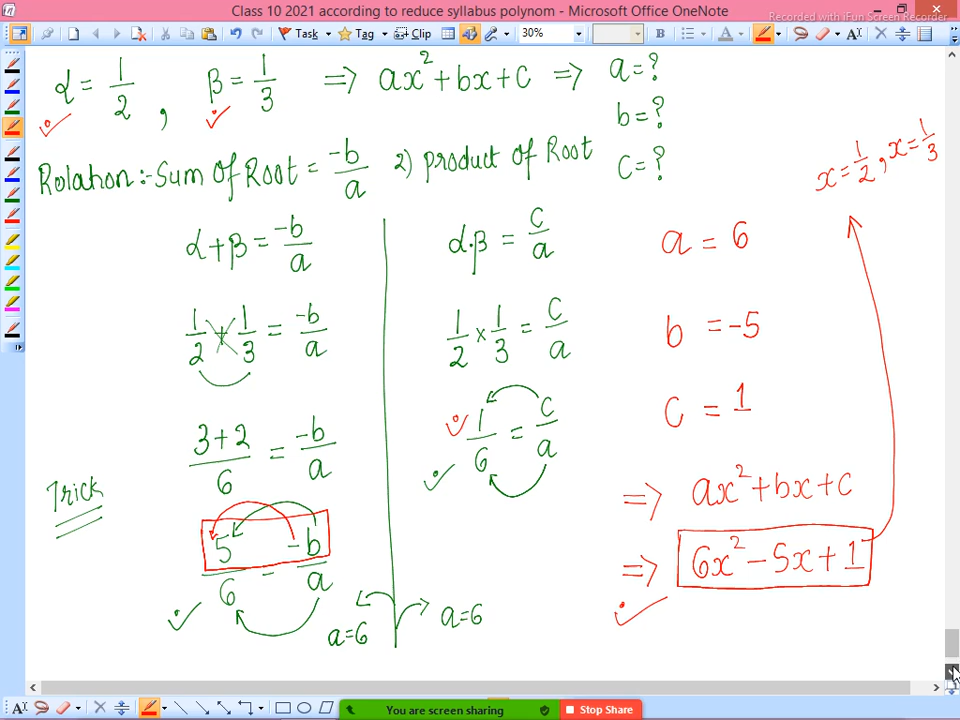 Class 10 2021 according to reduce syllabus polynom - Microsoft Office OneNote
Recorded with iFun Screen Recorder
Task Tag Clip 30% B A
α = 1/2 , β = 1/3 => ax² + bx + c => a = ?
b = ?
c = ?
x = 1/2 , x = 1/3
Rolation:- Sum Of Root = -b/a 2) product of Root
α + β = -b/a
1/2 + 1/3 = -b/a
3+2/6 = -b/a
Trick
5/6 = -b/a
a=6
α.β = c/a
1/2 × 1/3 = c/a
1/6 = c/a
a=6
a = 6
b = -5
c = 1
=> ax² + bx + c
=> 6x² - 5x + 1
You are screen sharing Stop Share